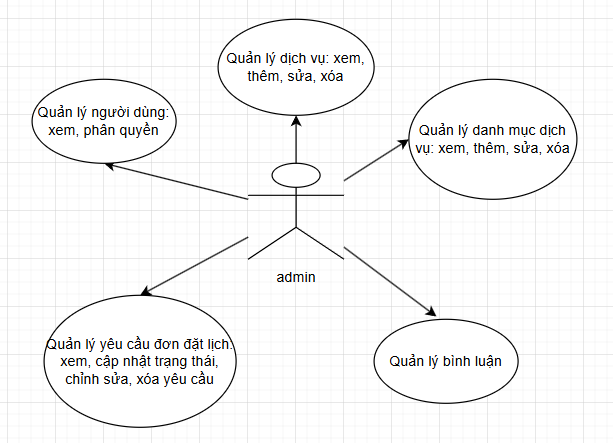 Quản lý dịch vụ: xem,
thêm, sửa, xóa
Quản lý người dùng:
xem, phân quyền
Quản lý danh mục dịch
vụ: xem, thêm, sửa, xóa
admin
Quản lý yêu cầu đơn đặt lịch:
xem, cập nhật trạng thái,
chỉnh sửa, xóa yêu cầu
Quản lý bình luận